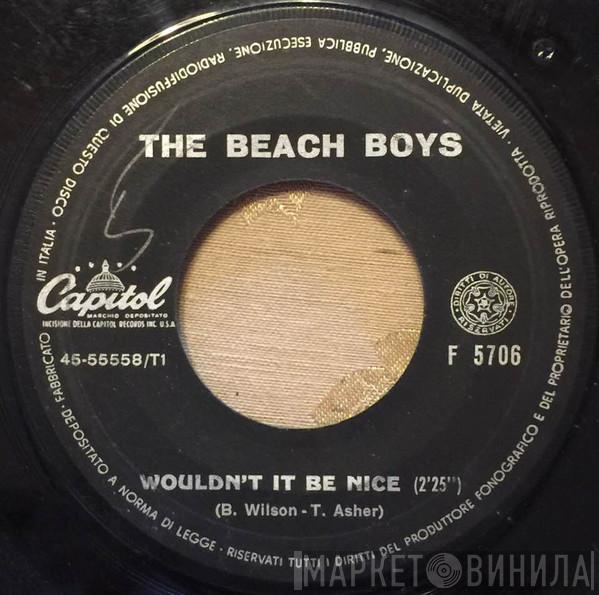 FABBRICATO IN ITALIA · RADIODIFFUSIONE DI QUESTO DISCO
VIETATA DUPLICAZIONE, PUBBLICA ESECUZIONE,
THE BEACH BOYS
Capitol
MARCHIO DEPOSITATO
INCISIONE DELLA CAPITOL RECORDS INC. U.S.A.
45-55558/T1
DIRITTI DI AUTORE
RISERVATI
F 5706
WOULDN'T IT BE NICE (2'25")
(B. Wilson - T. Asher)
DEPOSITATO A NORMA DI LEGGE - RISERVATI TUTTI I DIRITTI DEL PRODUTTORE FONOGRAFICO E DEL PROPRIETARIO DELL'OPERA RIPRODOTTA ·
МАРКЕТ ВИНИЛА